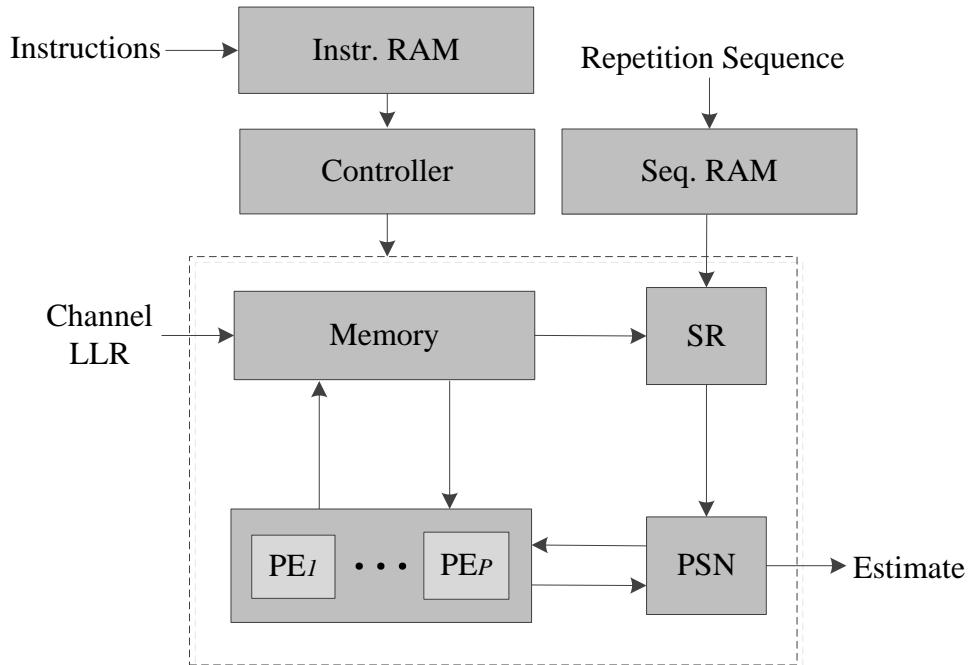 Instructions
Instr. RAM
Repetition Sequence
Controller
Seq. RAM
Channel
LLR
Memory
SR
PE1 ••• PEP
PSN
Estimate